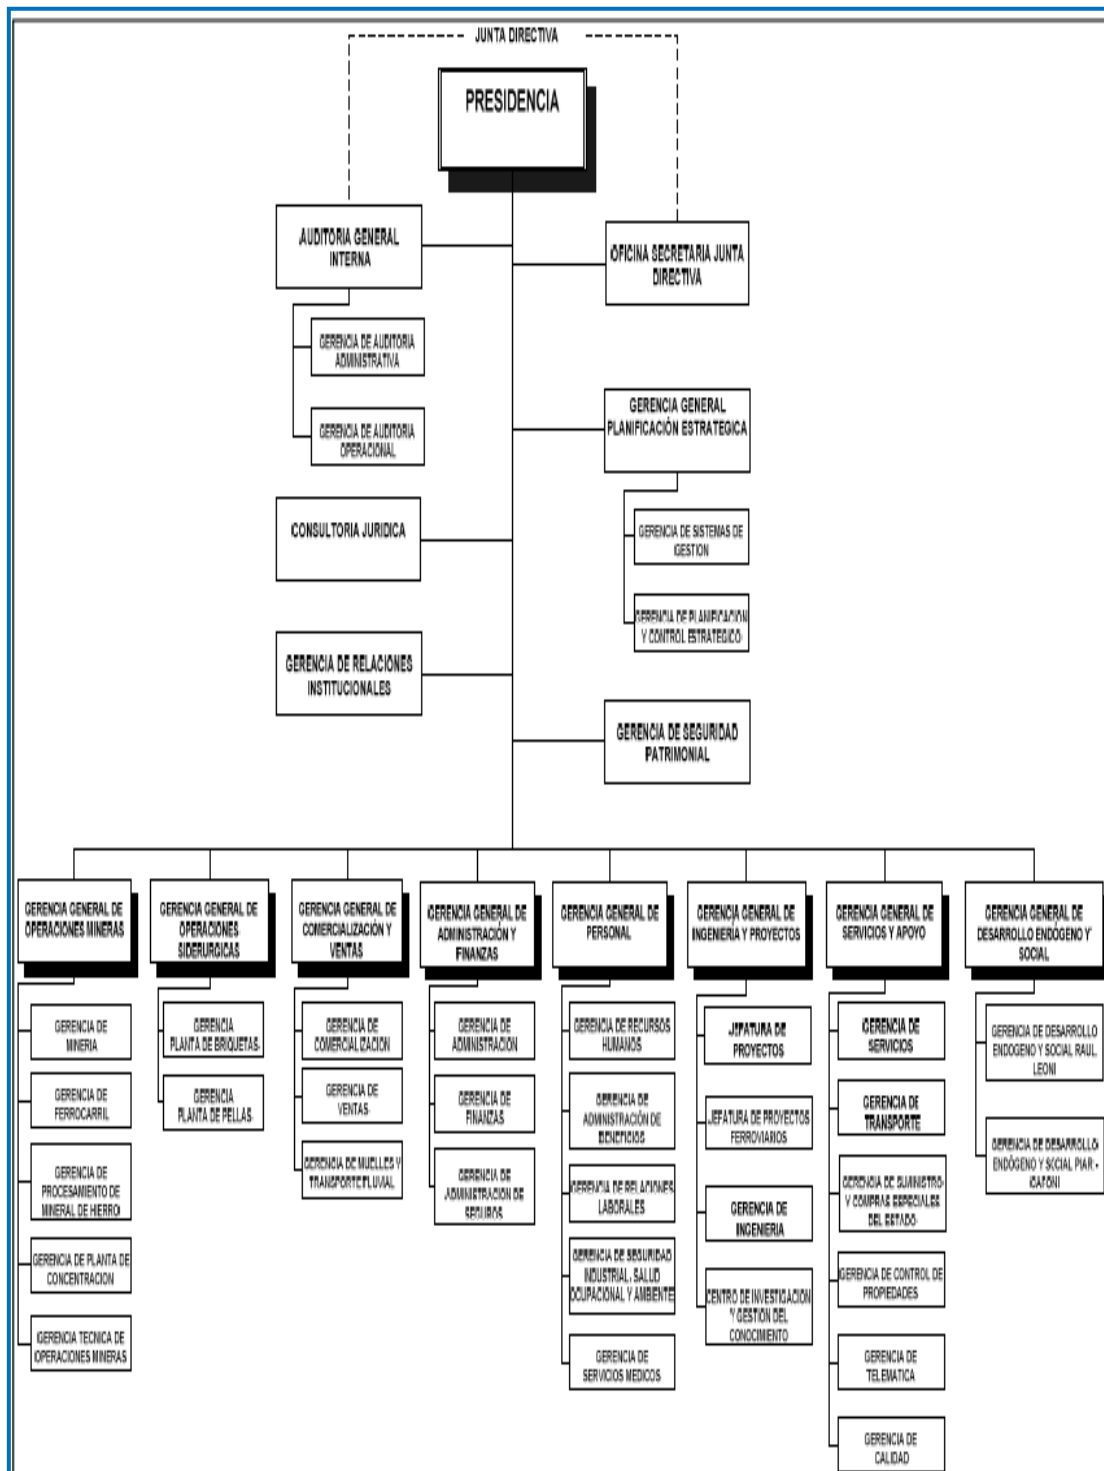 JUNTA DIRECTIVA
PRESIDENCIA
AUDITORIA GENERAL
INTERNA
OFICINA SECRETARIA JUNTA
DIRECTIVA
GERENCIA DE AUDITORIA
ADMINISTRATIVA
GERENCIA DE AUDITORIA
OPERACIONAL
GERENCIA GENERAL
PLANIFICACIÓN ESTRATEGICA
GERENCIA DE SISTEMAS DE
GESTION
GERENCIA DE PLANIFICACION
Y CONTROL ESTRATEGICO
CONSULTORIA JURIDICA
GERENCIA DE RELACIONES
INSTITUCIONALES
GERENCIA DE SEGURIDAD
PATRIMONIAL
GERENCIA GENERAL DE
OPERACIONES MINERAS
GERENCIA DE
MINERIA
GERENCIA DE
FERROCARRIL
GERENCIA DE
PROCESAMIENTO DE
MINERAL DE HIERRO
GERENCIA DE PLANTA DE
CONCENTRACION
GERENCIA TECNICA DE
OPERACIONES MINERAS
GERENCIA GENERAL DE
OPERACIONES
SIDERURGICAS
GERENCIA
PLANTA DE BRIQUETAS
GERENCIA
PLANTA DE PELLAS
GERENCIA GENERAL DE
COMERCIALIZACIÓN Y
VENTAS
GERENCIA DE
COMERCIALIZACION
GERENCIA DE
VENTAS
GERENCIA DE MUELLES Y
TRANSPORTE FLUVIAL
GERENCIA GENERAL DE
ADMINISTRACIÓN Y
FINANZAS
GERENCIA DE
ADMINISTRACIÓN
GERENCIA DE
FINANZAS
GERENCIA DE
ADMINISTRACION DE
SEGUROS
GERENCIA GENERAL DE
PERSONAL
GERENCIA DE RECURSOS
HUMANOS
GERENCIA DE
ADMINISTRACIÓN DE
BENEFICIOS
GERENCIA DE RELACIONES
LABORALES
GERENCIA DE SEGURIDAD
INDUSTRIAL, SALUD
OCUPACIONAL Y AMBIENTE
GERENCIA DE
SERVICIOS MEDICOS
GERENCIA GENERAL DE
INGENIERIA Y PROYECTOS
JEFATURA DE
PROYECTOS
JEFATURA DE PROYECTOS
FERROVIARIOS
GERENCIA DE
INGENIERIA
CENTRO DE INVESTIGACION
Y GESTION DEL
CONOCIMIENTO
GERENCIA GENERAL DE
SERVICIOS Y APOYO
GERENCIA DE
SERVICIOS
GERENCIA DE
TRANSPORTE
GERENCIA DE SUMINISTRO
Y COMPRAS ESPECIALES
DEL ESTADO
GERENCIA DE CONTROL DE
PROPIEDADES
GERENCIA DE
TELEMATICA
GERENCIA DE
CALIDAD
GERENCIA GENERAL DE
DESARROLLO ENDÓGENO Y
SOCIAL
GERENCIA DE DESARROLLO
ENDOGENO Y SOCIAL RAUL
LEONI
GERENCIA DE DESARROLLO
ENDÓGENO Y SOCIAL PIAR -